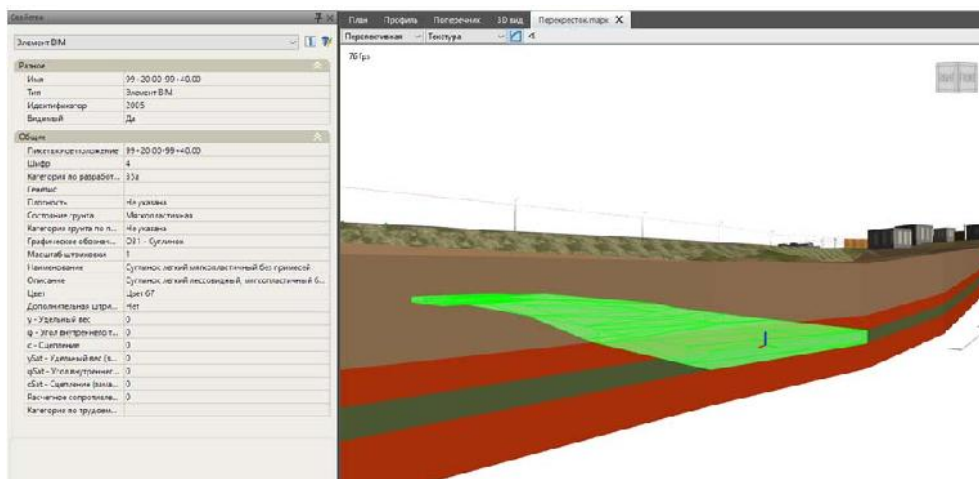 Свойства
Элемент BIM
Разное
Имя 99+20.00-99+40.00
Тип Элемент BIM
Идентификатор 2005
Видимый Да
Общие
Пикетажное положение 99+20.00-99+40.00
Шифр 4
Категория по разработ... 35а
Генезис
Плотность Не указана
Состояние грунта Мягкопластичная
Категория грунта по п... Не указана
Графическое обознач... - Суглинок
Масштаб штриховки 1
Наименование Суглинок легкий мягкопластичный без примесей
Описание Суглинок легкий лессовидный, мягкопластичный б...
Цвет Цвет 67
Дополнительная штри... Нет
γ - Удельный вес 0
φ - Угол внутреннего т... 0
c - Сцепление 0
γSat - Удельный вес (в... 0
φSat - Угол внутреннег... 0
cSat - Сцепление 0
Расчетное сопротивле... 0
Категория по трудоем...
План Профиль Поперечник 3D вид Перекресток.mapk X
Перспективная Текстура
76 fps